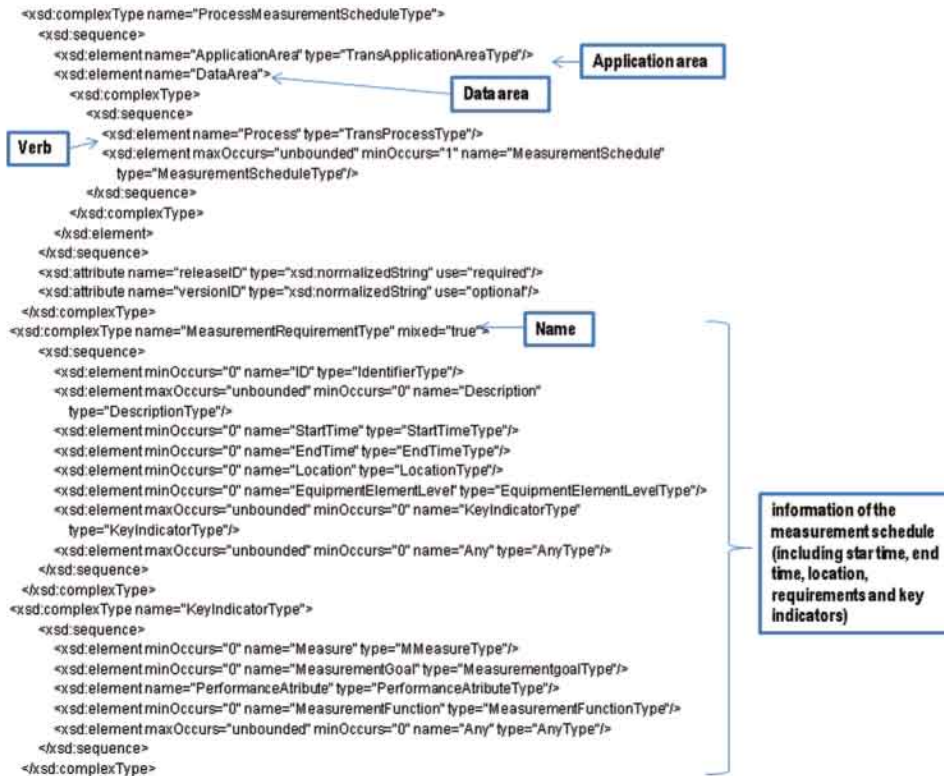 <xsd:complexType name="ProcessMeasurementScheduleType">
<xsd:sequence>
<xsd:element name="ApplicationArea" type="TransApplicationAreaType"/>
Application area
<xsd:element name="DataArea">
Data area
<xsd:complexType>
<xsd:sequence>
Verb
<xsd:element name="Process" type="TransProcessType"/>
<xsd:element maxOccurs="unbounded" minOccurs="1" name="MeasurementSchedule"
type="MeasurementScheduleType"/>
</xsd:sequence>
</xsd:complexType>
</xsd:element>
</xsd:sequence>
<xsd:attribute name="releaseID" type="xsd:normalizedString" use="required"/>
<xsd:attribute name="versionID" type="xsd:normalizedString" use="optional"/>
</xsd:complexType>
<xsd:complexType name="MeasurementRequirementType" mixed="true">
Name
<xsd:sequence>
<xsd:element minOccurs="0" name="ID" type="IdentifierType"/>
<xsd:element maxOccurs="unbounded" minOccurs="0" name="Description"
type="DescriptionType"/>
<xsd:element minOccurs="0" name="StartTime" type="StartTimeType"/>
<xsd:element minOccurs="0" name="EndTime" type="EndTimeType"/>
<xsd:element minOccurs="0" name="Location" type="LocationType"/>
<xsd:element minOccurs="0" name="EquipmentElementLevel" type="EquipmentElementLevelType"/>
<xsd:element maxOccurs="unbounded" minOccurs="0" name="KeyIndicatorType"
type="KeyIndicatorType"/>
<xsd:element maxOccurs="unbounded" minOccurs="0" name="Any" type="AnyType"/>
</xsd:sequence>
</xsd:complexType>
<xsd:complexType name="KeyIndicatorType">
<xsd:sequence>
<xsd:element minOccurs="0" name="Measure" type="MMeasureType"/>
<xsd:element minOccurs="0" name="MeasurementGoal" type="MeasurementgoalType"/>
<xsd:element name="PerformanceAtribute" type="PerformanceAtributeType"/>
<xsd:element minOccurs="0" name="MeasurementFunction" type="MeasurementFunctionType"/>
<xsd:element maxOccurs="unbounded" minOccurs="0" name="Any" type="AnyType"/>
</xsd:sequence>
</xsd:complexType>
information of the
measurement schedule
(including star time, end
time, location,
requirements and key
indicators)